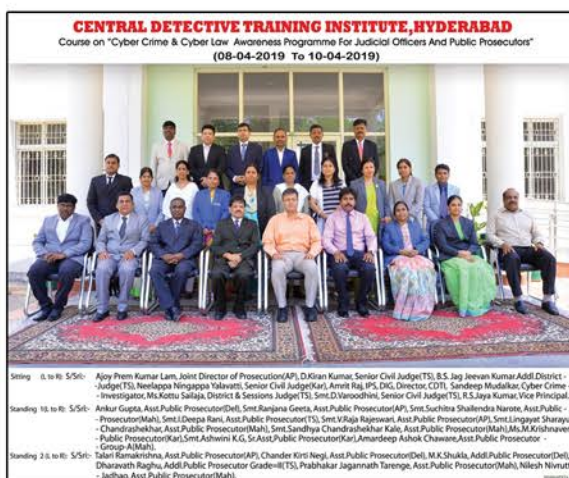 CENTRAL DETECTIVE TRAINING INSTITUTE,HYDERABAD
Course on "Cyber Crime & Cyber Law Awareness Programme For Judicial Officers And Public Prosecutors"
(08-04-2019 To 10-04-2019)
Sitting (L to R): S/Sri:- Ajoy Prem Kumar Lam, Joint Director of Prosecution(AP), D.Kiran Kumar, Senior Civil Judge(TS), B.S. Jag Jeevan Kumar.Addl.District -
-Judge(TS), Neelappa Ningappa Yalavatti, Senior Civil Judge(Kar), Amrit Raj, IPS, DIG, Director, CDTI, Sandeep Mudalkar, Cyber Crime -
- Investigator, Ms.Kottu Sailaja, District & Sessions Judge(TS), Smt.D.Varoodhini, Senior Civil Judge(TS), R.S.Jaya Kumar, Vice Principal.
Standing 1(L to R): S/Sri:- Ankur Gupta, Asst.Public Prosecutor(Del), Smt.Ranjana Geeta, Asst.Public Prosecutor(AP), Smt.Suchitra Shailendra Narote, Asst.Public -
-Prosecutor(Mah), Smt.I.Deepa Rani, Asst.Public Prosecutor(TS), Smt.V.Raja Rajeswari, Asst.Public Prosecutor(AP), Smt.Lingayat Sharayu -
- Chandrashekhar, Asst.Public Prosecutor(Mah), Smt.Sandhya Chandrashekhar Kale, Asst.Public Prosecutor(Mah),Ms.M.Krishnaveni -
- Public Prosecutor(Kar),Smt.Ashwini K.G, Sr.Asst,Public Prosecutor(Kar),Amardeep Ashok Chaware,Asst.Public Prosecutor -
- Group-A(Mah).
Standing 2(L to R): S/Sri:- Talari Ramakrishna, Asst.Public Prosecutor(AP), Chander Kirti Negi, Asst.Public Prosecutor(Del), M.K.Shukla, Addl.Public Prosecutor(Del),
Dharavath Raghu, Addl.Public Prosecutor Grade=II(TS), Prabhakar Jagannath Tarenge, Asst.Public Prosecutor(Mah), Nilesh Nivrutti
- Jadhao, Asst.Public Prosecutor(Mah).